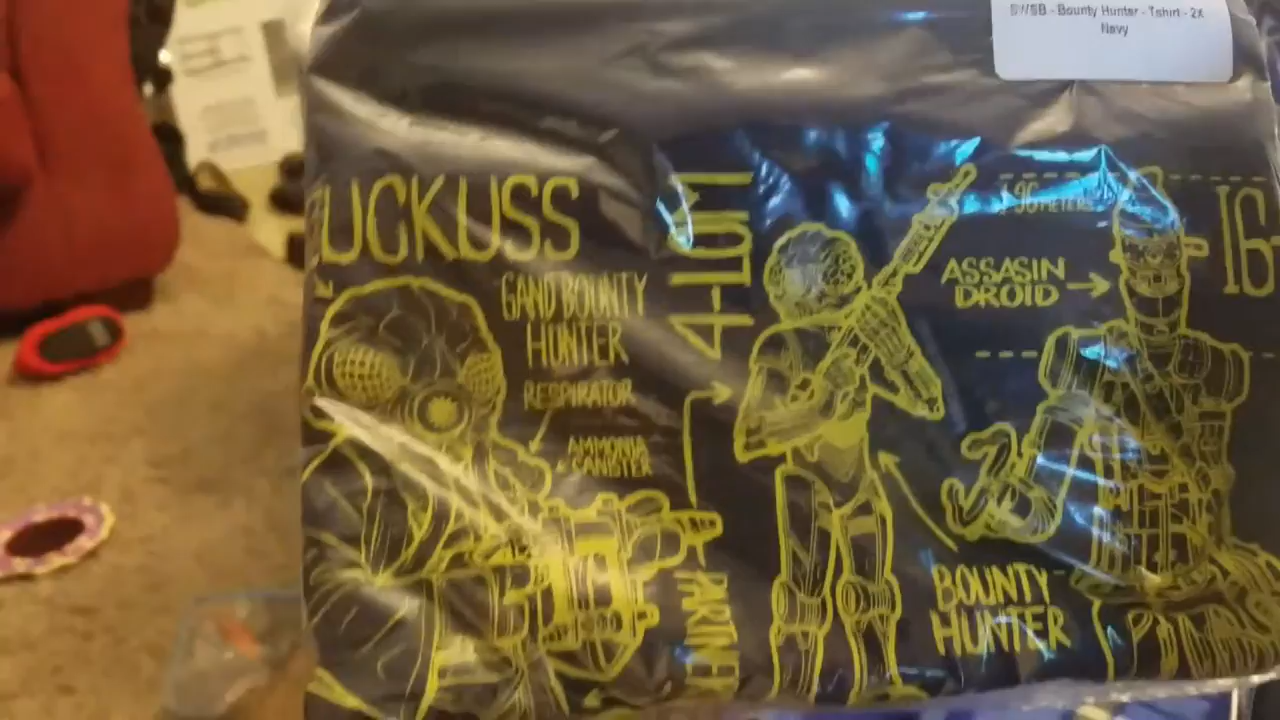 SWSB - Bounty Hunter - Tshirt - 2X
Navy
UCKUSS
GAND BOUNTY
HUNTER
RESPIRATOR
AMMONIA
CANISTER
4-LOM
PARTNER
1.96 METERS
ASSASIN
DROID
IG-
BOUNTY
HUNTER